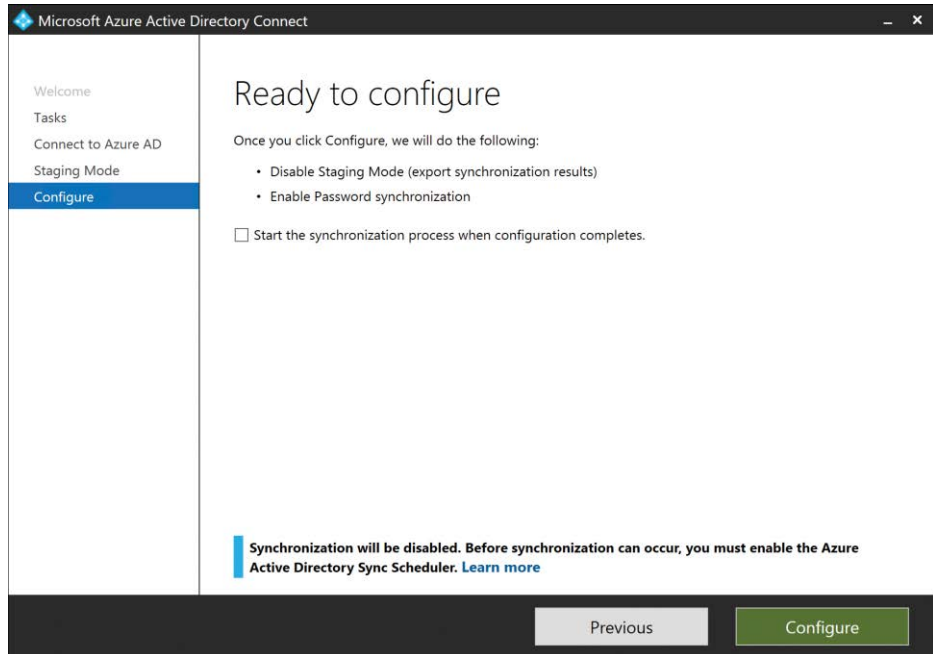 Microsoft Azure Active Directory Connect
Welcome
Tasks
Connect to Azure AD
Staging Mode
Configure
Ready to configure
Once you click Configure, we will do the following:
• Disable Staging Mode (export synchronization results)
• Enable Password synchronization
Start the synchronization process when configuration completes.
Synchronization will be disabled. Before synchronization can occur, you must enable the Azure
Active Directory Sync Scheduler. Learn more
Previous
Configure